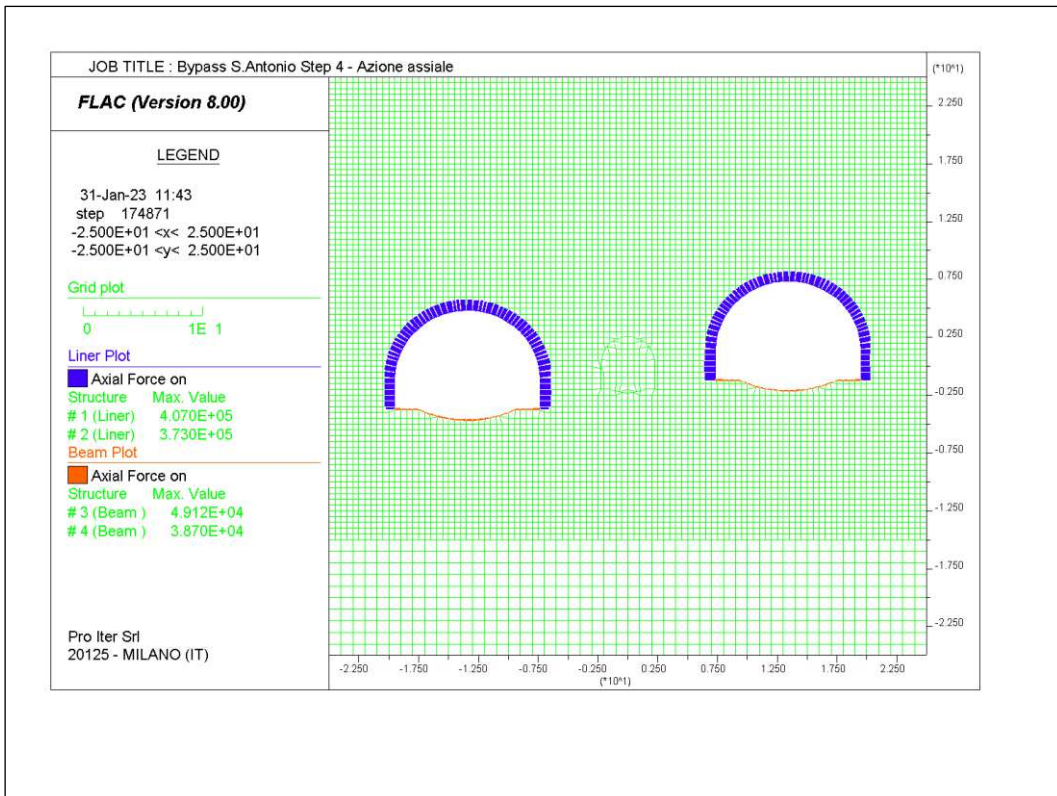 JOB TITLE : Bypass S.Antonio Step 4 - Azione assiale
(*10^1)
FLAC (Version 8.00)
LEGEND
31-Jan-23 11:43
step 174871
-2.500E+01 <x< 2.500E+01
-2.500E+01 <y< 2.500E+01
Grid plot
0 1E 1
Liner Plot
Axial Force on
Structure Max. Value
# 1 (Liner) 4.070E+05
# 2 (Liner) 3.730E+05
Beam Plot
Axial Force on
Structure Max. Value
# 3 (Beam ) 4.912E+04
# 4 (Beam ) 3.870E+04
Pro Iter Srl
20125 - MILANO (IT)
2.250
1.750
1.250
0.750
0.250
-0.250
-0.750
-1.250
-1.750
-2.250
-2.250 -1.750 -1.250 -0.750 -0.250 0.250 0.750 1.250 1.750 2.250
(*10^1)